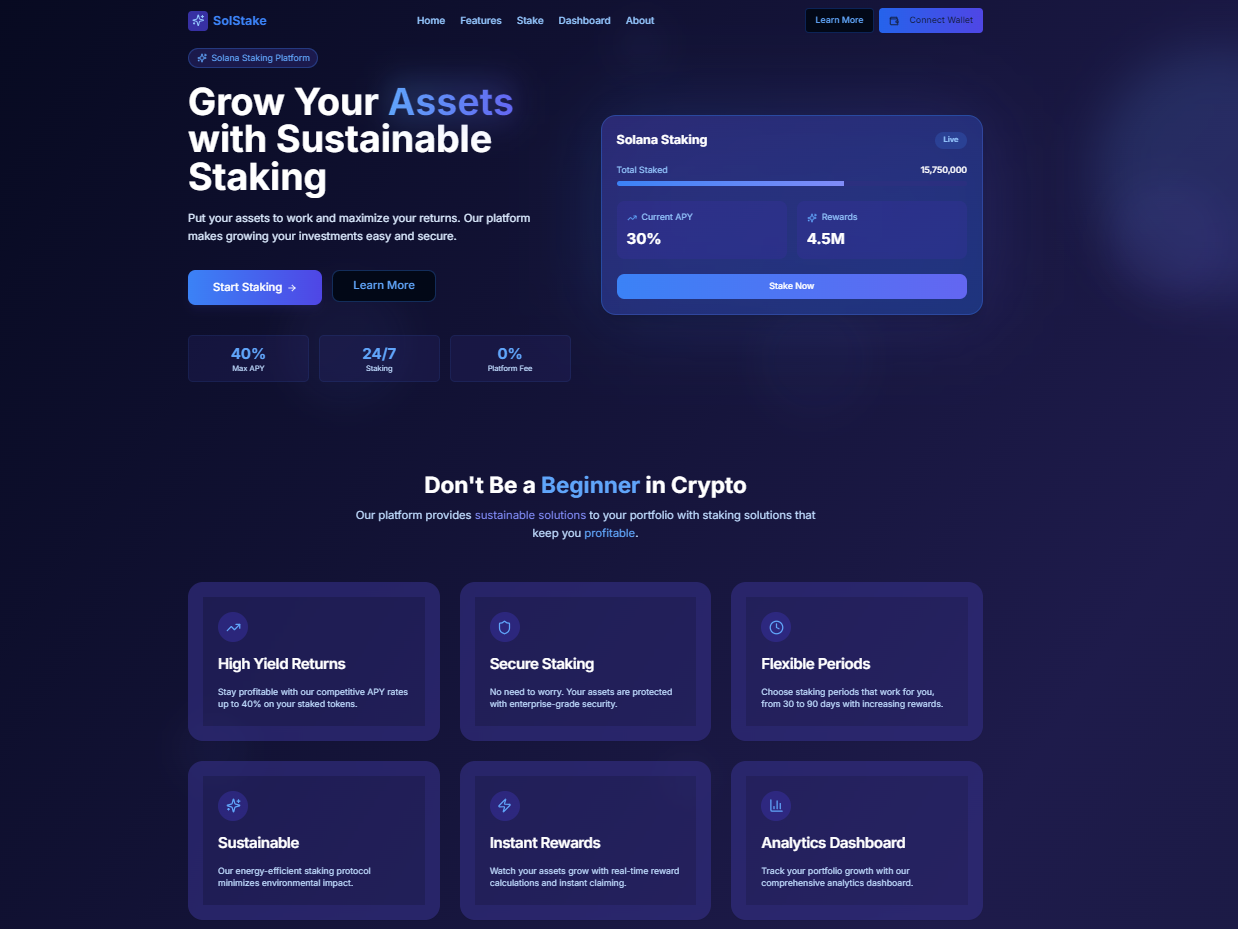 SolStake
Home Features Stake Dashboard About
Learn More
Connect Wallet
Solana Staking Platform
Grow Your Assets
with Sustainable
Staking
Put your assets to work and maximize your returns. Our platform
makes growing your investments easy and secure.
Start Staking →
Learn More
40%
Max APY
24/7
Staking
0%
Platform Fee
Solana Staking
Live
Total Staked
15,750,000
Current APY
30%
Rewards
4.5M
Stake Now
Don't Be a Beginner in Crypto
Our platform provides sustainable solutions to your portfolio with staking solutions that
keep you profitable.
High Yield Returns
Stay profitable with our competitive APY rates
up to 40% on your staked tokens.
Secure Staking
No need to worry. Your assets are protected
with enterprise-grade security.
Flexible Periods
Choose staking periods that work for you,
from 30 to 90 days with increasing rewards.
Sustainable
Our energy-efficient staking protocol
minimizes environmental impact.
Instant Rewards
Watch your assets grow with real-time reward
calculations and instant claiming.
Analytics Dashboard
Track your portfolio growth with our
comprehensive analytics dashboard.